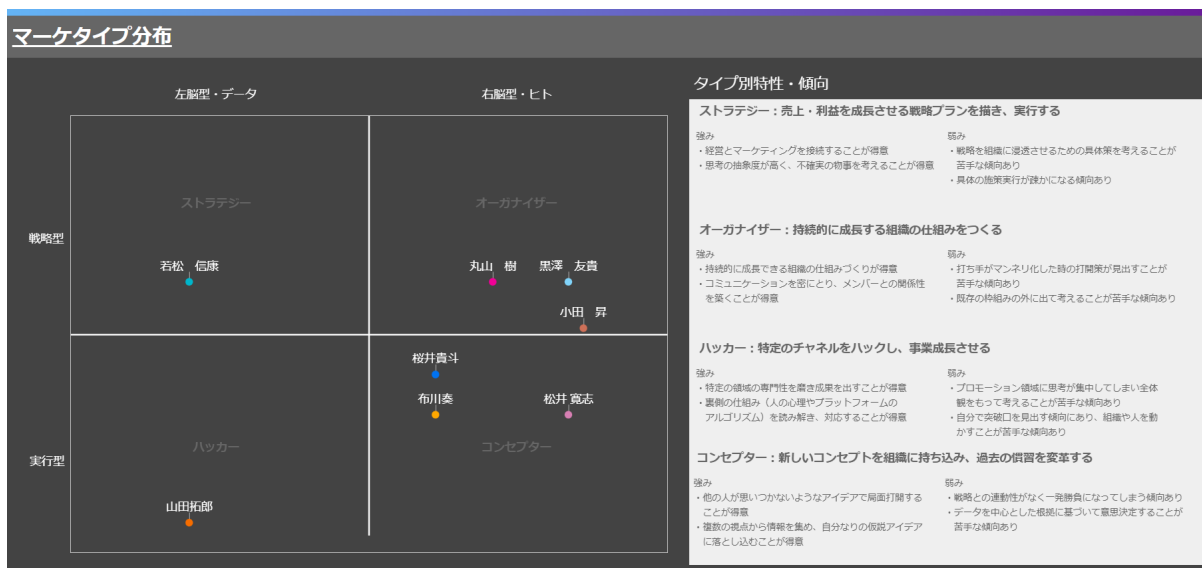 マーケタイプ分布
左脳型・データ
右脳型・ヒト
戦略型
実行型
ストラテジー
オーガナイザー
若松　信康
丸山　樹
黒澤　友貴
小田　昇
桜井貴斗
布川奏
松井 寛志
ハッカー
コンセプター
山田拓郎
タイプ別特性・傾向
ストラテジー：売上・利益を成長させる戦略プランを描き、実行する
強み
・経営とマーケティングを接続することが得意
・思考の抽象度が高く、不確実の物事を考えることが得意
弱み
・戦略を組織に浸透させるための具体策を考えることが
苦手な傾向あり
・具体の施策実行が疎かになる傾向あり
オーガナイザー：持続的に成長する組織の仕組みをつくる
強み
・持続的に成長できる組織の仕組みづくりが得意
・コミュニケーションを密にとり、メンバーとの関係性
を築くことが得意
弱み
・打ち手がマンネリ化した時の打開策が見出すことが
苦手な傾向あり
・既存の枠組みの外に出て考えることが苦手な傾向あり
ハッカー：特定のチャネルをハックし、事業成長させる
強み
・特定の領域の専門性を磨き成果を出すことが得意
・裏側の仕組み（人の心理やプラットフォームの
アルゴリズム）を読み解き、対応することが得意
弱み
・プロモーション領域に思考が集中してしまい全体
観をもって考えることが苦手な傾向あり
・自分で突破口を見出す傾向にあり、組織や人を動
かすことが苦手な傾向あり
コンセプター：新しいコンセプトを組織に持ち込み、過去の慣習を変革する
強み
・他の人が思いつかないようなアイデアで局面打開する
ことが得意
・複数の視点から情報を集め、自分なりの仮説アイデア
に落とし込むことが得意
弱み
・戦略との連動性がなく一発勝負になってしまう傾向あり
・データを中心とした根拠に基づいて意思決定することが
苦手な傾向あり